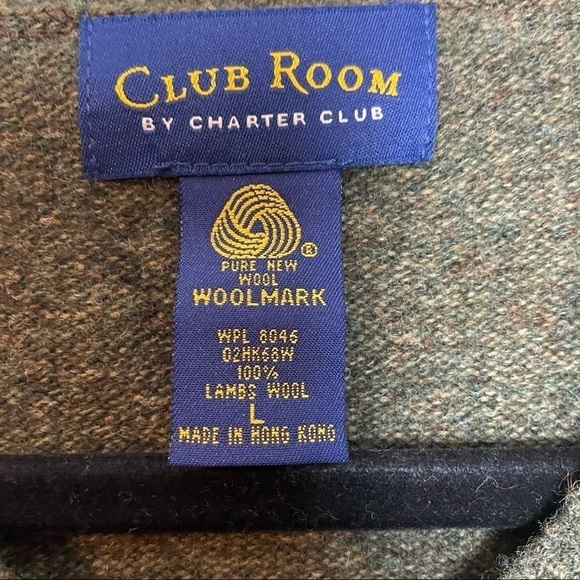 CLUB ROOM
BY CHARTER CLUB
®
PURE NEW
WOOL
WOOLMARK
WPL 8046
02HK68W
100%
LAMBS WOOL
L
MADE IN HONG KONG